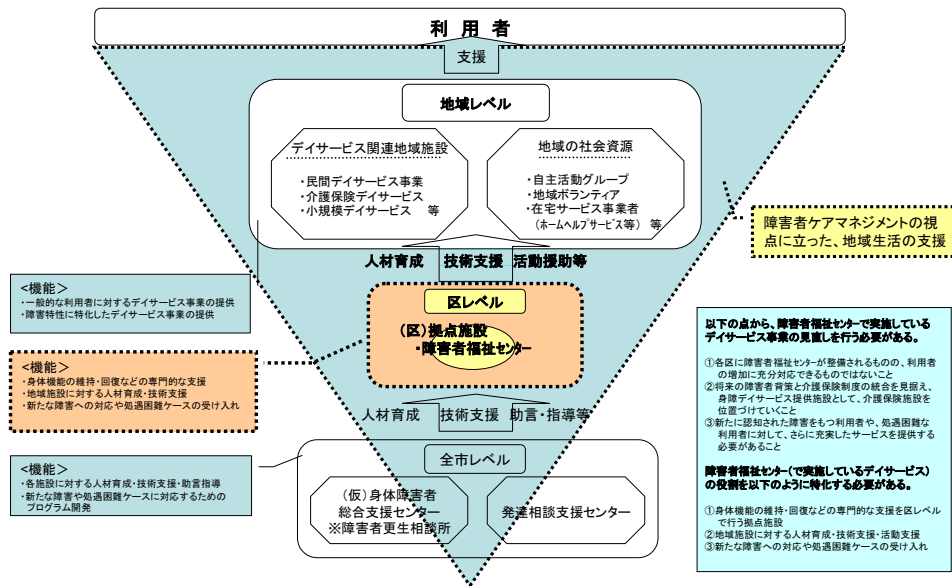 利 用 者
支援
地域レベル
デイサービス関連地域施設
・民間デイサービス事業
・介護保険デイサービス
・小規模デイサービス 等
地域の社会資源
・自主活動グループ
・地域ボランティア
・在宅サービス事業者
(ホームヘルプサービス等) 等
障害者ケアマネジメントの視
点に立った、地域生活の支援
人材育成 技術支援 活動援助等
<機能>
・一般的な利用者に対するデイサービス事業の提供
・障害特性に特化したデイサービス事業の提供
区レベル
(区)拠点施設
・障害者福祉センター
<機能>
・身体機能の維持・回復などの専門的な支援
・地域施設に対する人材育成・技術支援
・新たな障害への対応や処遇困難ケースの受け入れ
人材育成 技術支援 助言・指導等
全市レベル
<機能>
・各施設に対する人材育成・技術支援・助言指導
・新たな障害や処遇困難ケースに対応するための
プログラム開発
(仮)身体障害者
総合支援センター
※障害者更生相談所
発達相談支援センター
以下の点から、障害者福祉センターで実施している
デイサービス事業の見直しを行う必要がある。
①各区に障害者福祉センターが整備されるものの、利用者
の増加に充分対応できるものではないこと
②将来の障害者背策と介護保険制度の統合を見据え、
身障デイサービス提供施設として、介護保険施設を
位置づけていくこと
③新たに認知された障害をもつ利用者や、処遇困難な
利用者に対して、さらに充実したサービスを提供する
必要があること
障害者福祉センター(で実施しているデイサービス)
の役割を以下のように特化する必要がある。
①身体機能の維持・回復などの専門的な支援を区レベル
で行う拠点施設
②地域施設に対する人材育成・技術支援・活動支援
③新たな障害への対応や処遇困難ケースの受け入れ